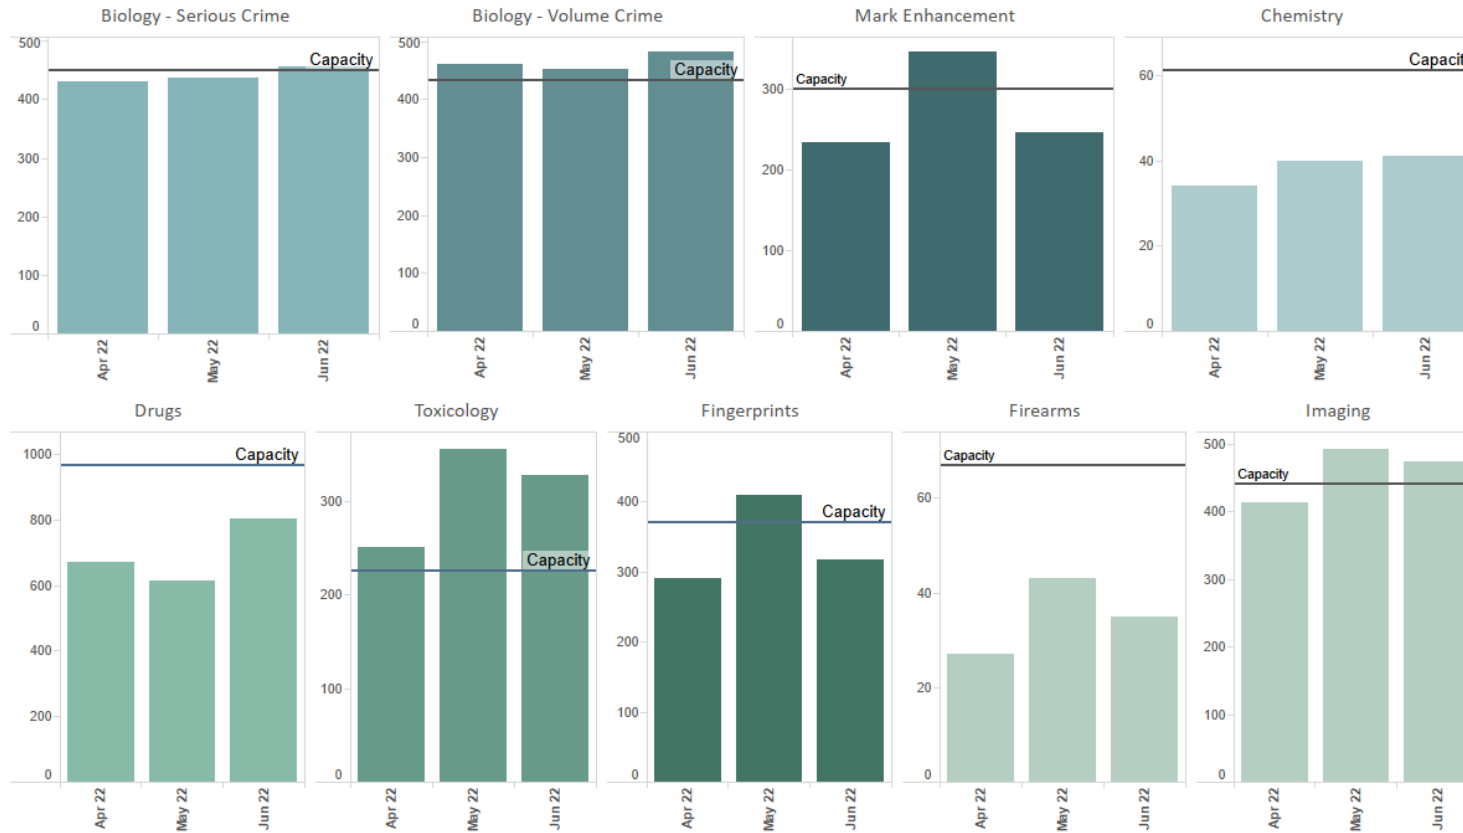 Biology - Serious Crime
500
400
300
200
100
0
Capacity
Apr 22
May 22
Jun 22
Biology - Volume Crime
500
400
300
200
100
0
Capacity
Apr 22
May 22
Jun 22
Mark Enhancement
300
200
100
0
Capacity
Apr 22
May 22
Jun 22
Chemistry
60
40
20
0
Capacit
Apr 22
May 22
Jun 22
Drugs
1000
800
600
400
200
0
Capacity
Apr 22
May 22
Jun 22
Toxicology
300
200
100
0
Capacity
Apr 22
May 22
Jun 22
Fingerprints
500
400
300
200
100
0
Capacity
Apr 22
May 22
Jun 22
Firearms
60
40
20
0
Capacity
Apr 22
May 22
Jun 22
Imaging
500
400
300
200
100
0
Capacity
Apr 22
May 22
Jun 22